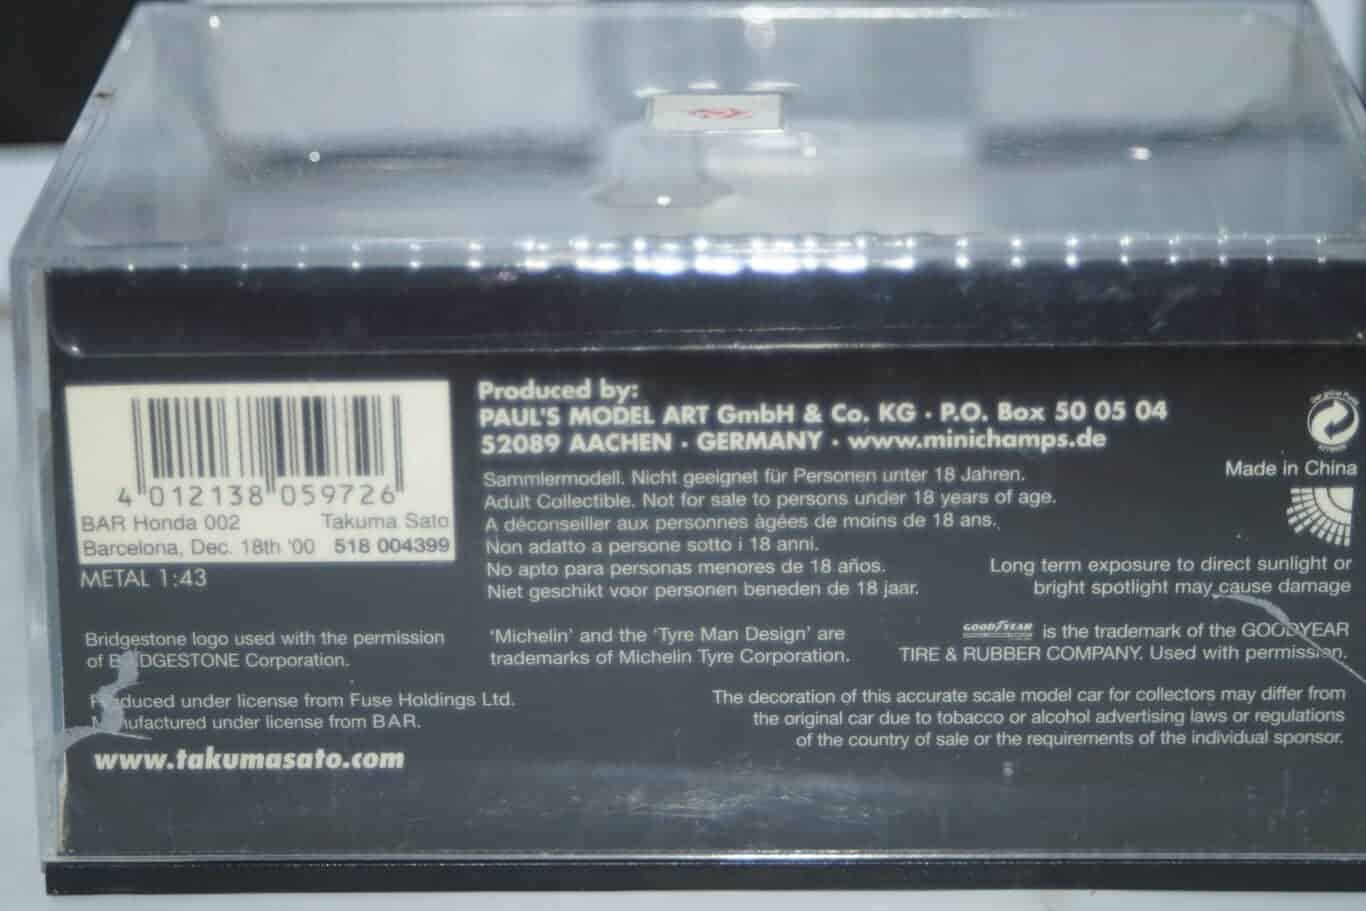 4 012138 059726
BAR Honda 002 Takuma Sato
Barcelona, Dec. 18th '00 518 004399
METAL 1:43
Bridgestone logo used with the permission
of BRIDGESTONE Corporation.
Produced under license from Fuse Holdings Ltd.
Manufactured under license from BAR.
www.takumasato.com
Produced by:
PAUL'S MODEL ART GmbH & Co. KG · P.O. Box 50 05 04
52089 AACHEN · GERMANY · www.minichamps.de
Sammlermodell. Nicht geeignet für Personen unter 18 Jahren.
Adult Collectible. Not for sale to persons under 18 years of age.
A déconseiller aux personnes âgées de moins de 18 ans.
Non adatto a persone sotto i 18 anni.
No apto para personas menores de 18 años.
Niet geschikt voor personen beneden de 18 jaar.
'Michelin' and the 'Tyre Man Design' are
trademarks of Michelin Tyre Corporation.
Made in China
Long term exposure to direct sunlight or
bright spotlight may cause damage
GOODYEAR is the trademark of the GOODYEAR
TIRE & RUBBER COMPANY. Used with permission.
The decoration of this accurate scale model car for collectors may differ from
the original car due to tobacco or alcohol advertising laws or regulations
of the country of sale or the requirements of the individual sponsor.